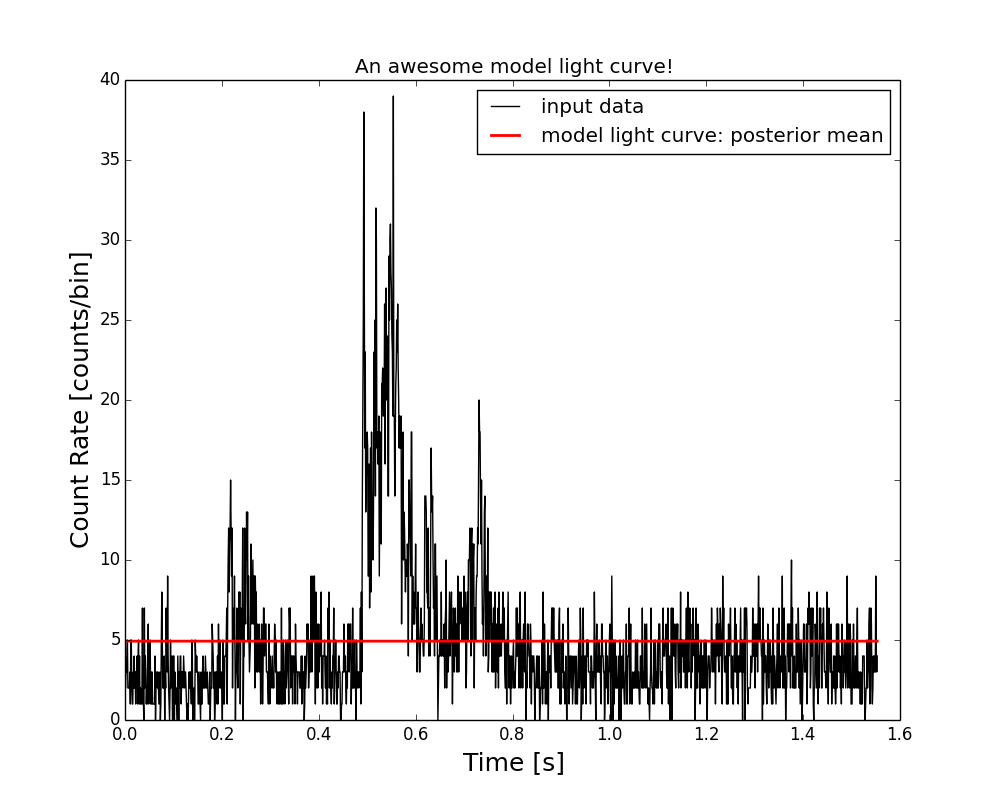 An awesome model light curve!
input data
model light curve: posterior mean
Count Rate [counts/bin]
40
35
30
25
20
15
10
5
0
0.0 0.2 0.4 0.6 0.8 1.0 1.2 1.4 1.6
Time [s]